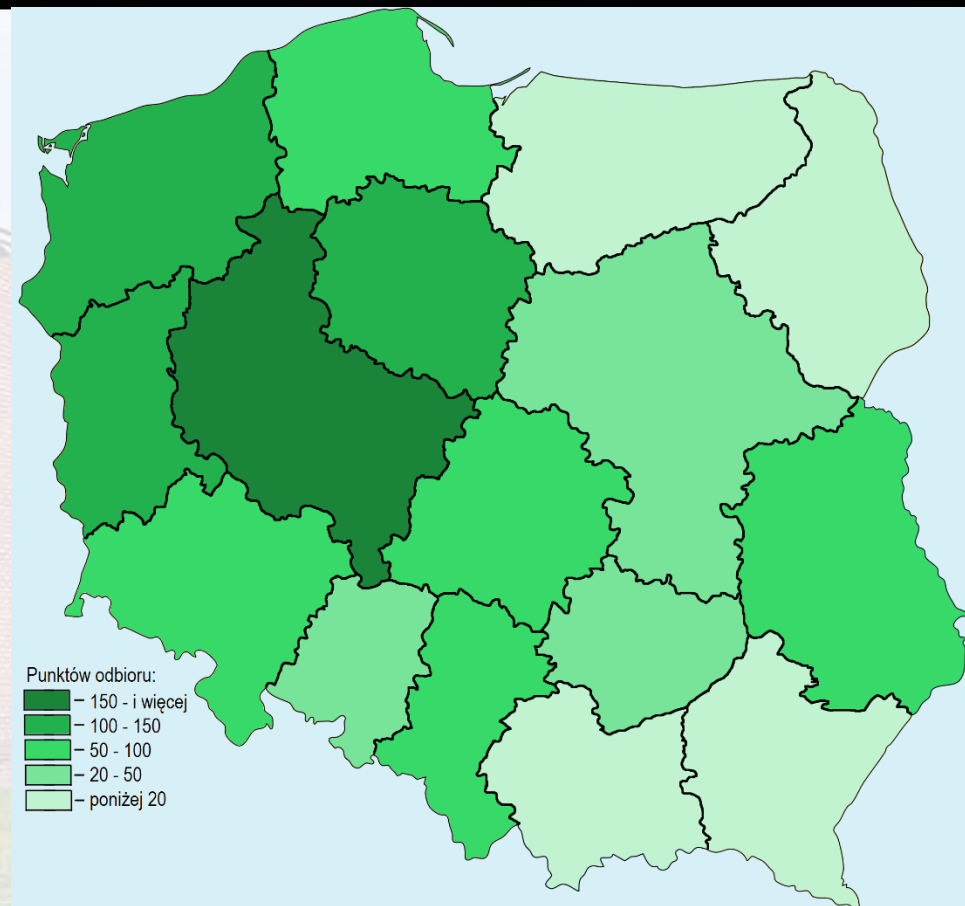 Punktów odbioru:
– 150 - i więcej
– 100 - 150
– 50 - 100
– 20 - 50
– poniżej 20